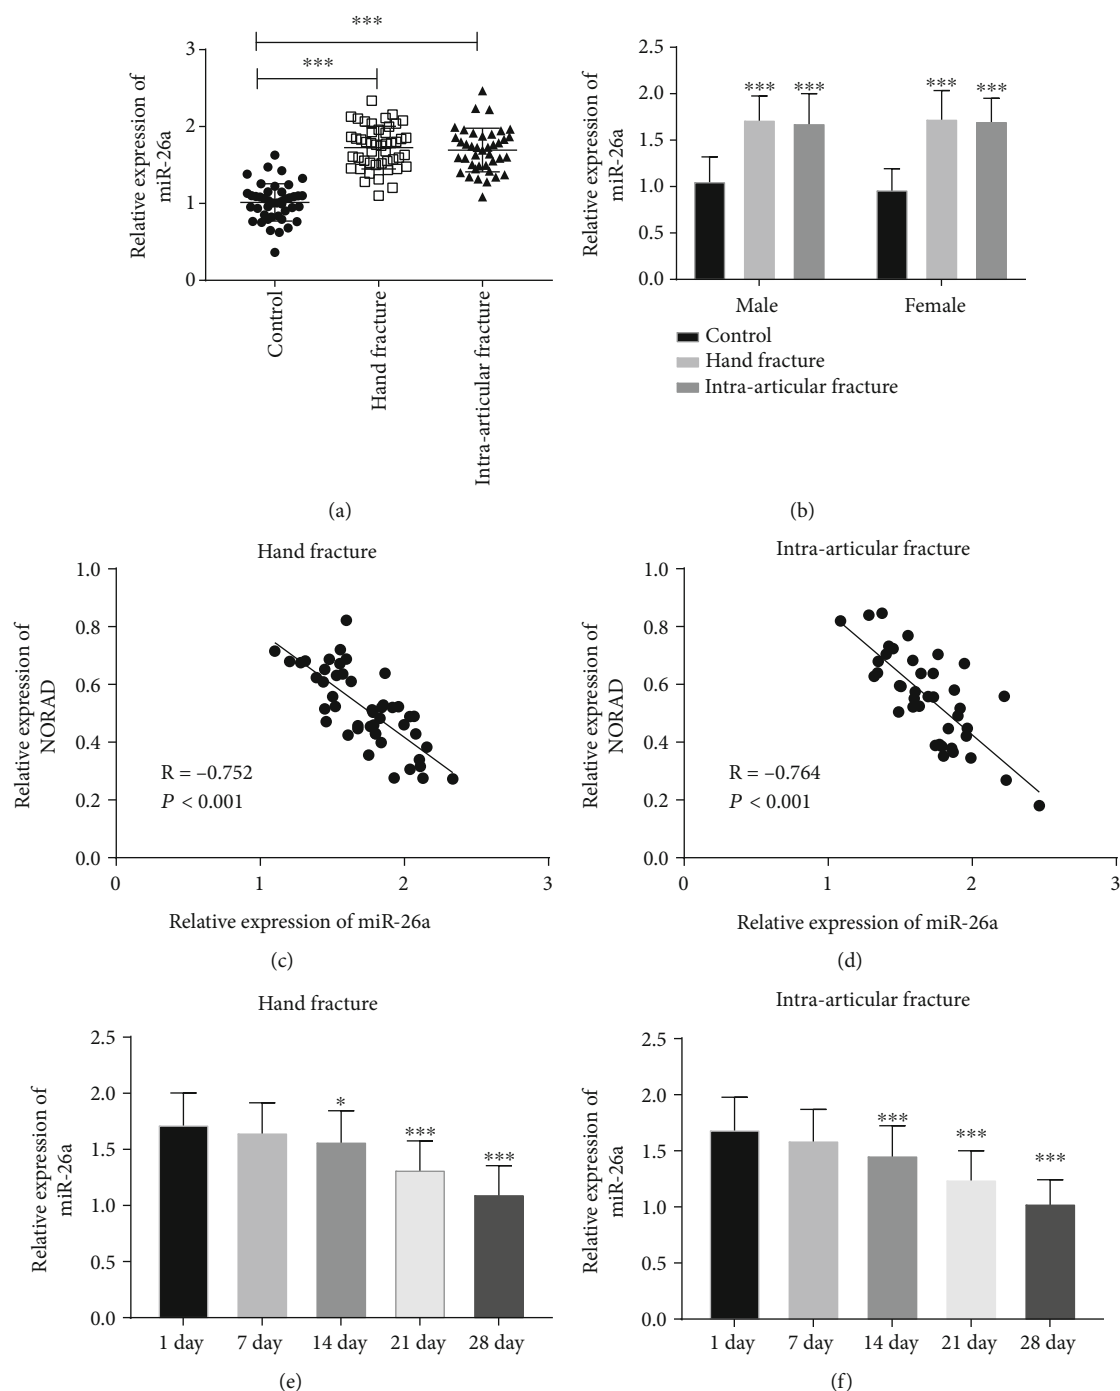 Relative expression of
miR-26a
3
2
1
0
***
***
Control
Hand fracture
Intra-articular fracture
(a)
Relative expression of
miR-26a
2.5
2.0
1.5
1.0
0.5
0.0
*** ***
*** ***
Male
Female
Control
Hand fracture
Intra-articular fracture
(b)
Hand fracture
Relative expression of
NORAD
1.0
0.8
0.6
0.4
0.2
0.0
R = –0.752
P < 0.001
0 1 2 3
Relative expression of miR-26a
(c)
Intra-articular fracture
Relative expression of
NORAD
1.0
0.8
0.6
0.4
0.2
0.0
R = –0.764
P < 0.001
0 1 2 3
Relative expression of miR-26a
(d)
Hand fracture
Relative expression of
miR-26a
2.5
2.0
1.5
1.0
0.5
0.0
*
***
***
1 day 7 day 14 day 21 day 28 day
(e)
Intra-articular fracture
Relative expression of
miR-26a
2.5
2.0
1.5
1.0
0.5
0.0
***
***
***
1 day 7 day 14 day 21 day 28 day
(f)